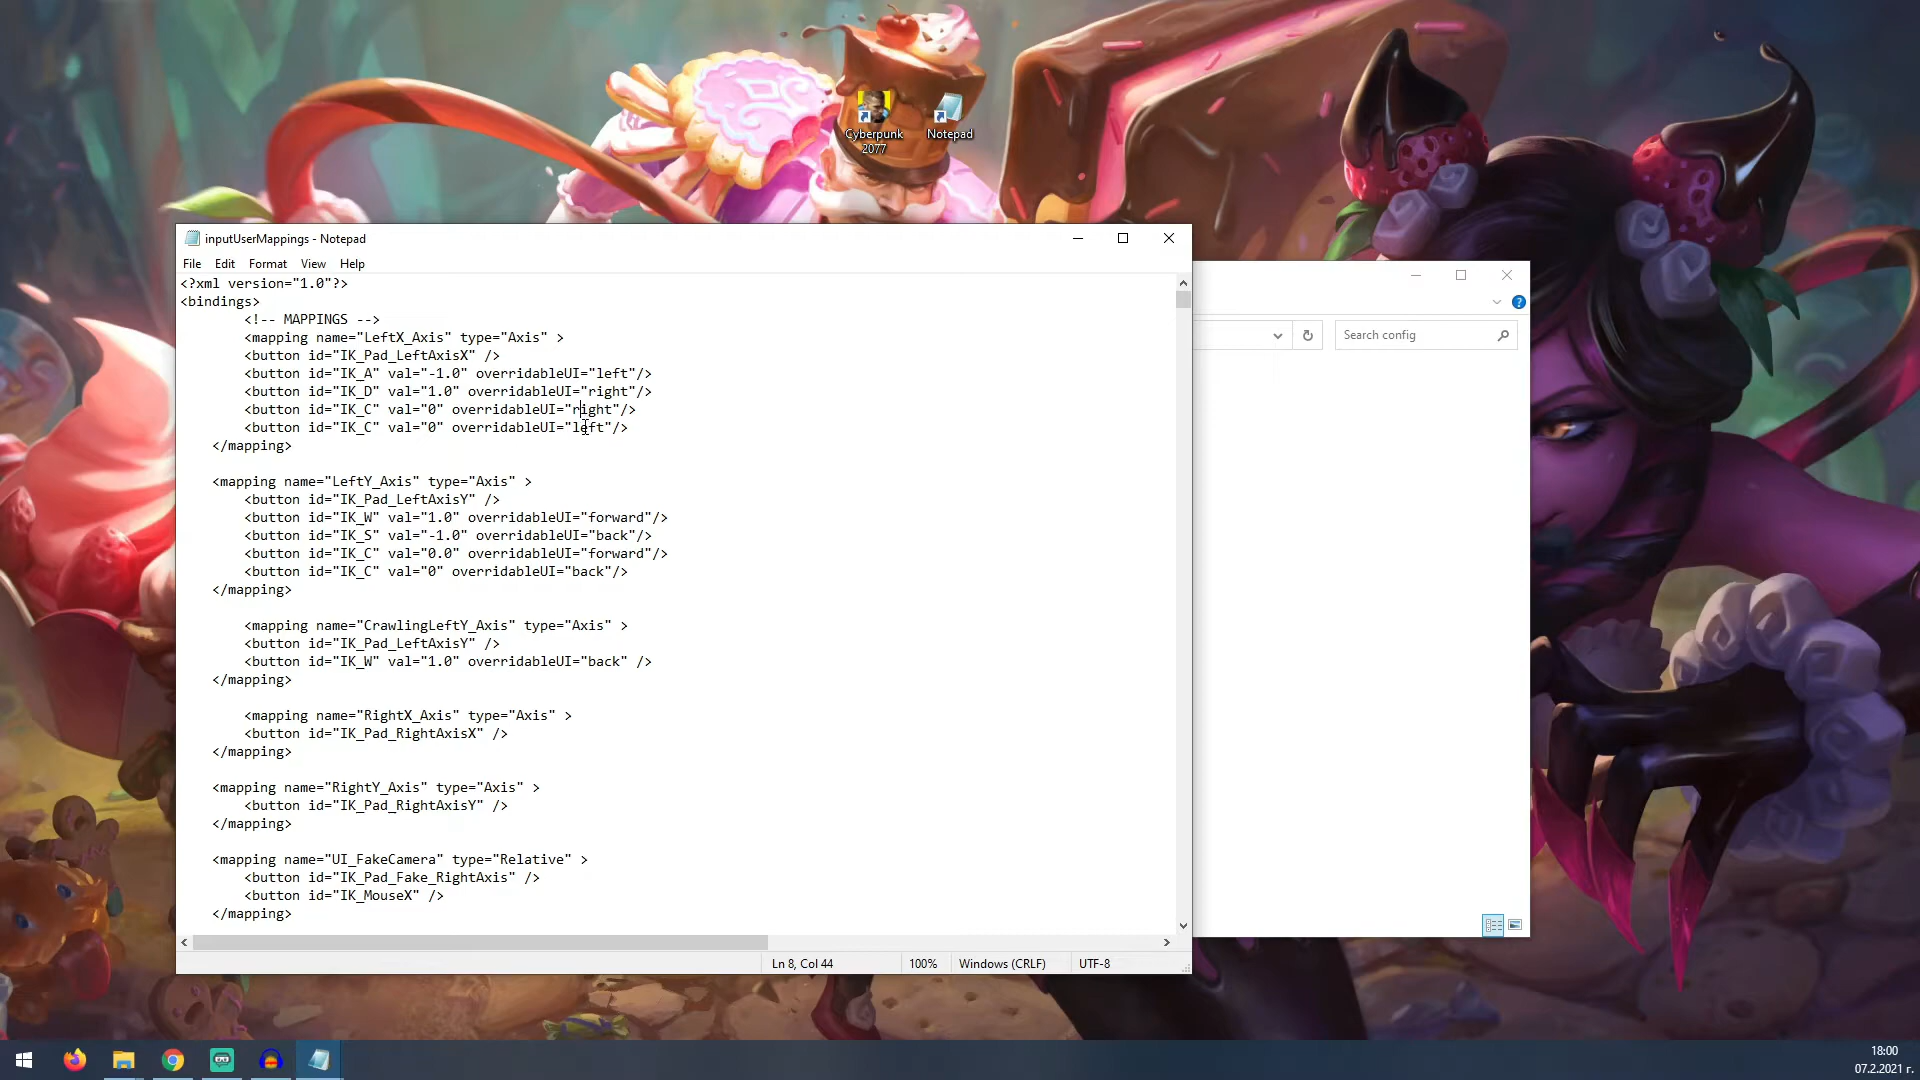 Cyberpunk
2077
Notepad
inputUserMappings - Notepad
File Edit Format View Help
<?xml version="1.0"?>
<bindings>
<!-- MAPPINGS -->
<mapping name="LeftX_Axis" type="Axis" >
<button id="IK_Pad_LeftAxisX" />
<button id="IK_A" val="-1.0" overridableUI="left"/>
<button id="IK_D" val="1.0" overridableUI="right"/>
<button id="IK_C" val="0" overridableUI="right"/>
<button id="IK_C" val="0" overridableUI="left"/>
</mapping>
<mapping name="LeftY_Axis" type="Axis" >
<button id="IK_Pad_LeftAxisY" />
<button id="IK_W" val="1.0" overridableUI="forward"/>
<button id="IK_S" val="-1.0" overridableUI="back"/>
<button id="IK_C" val="0.0" overridableUI="forward"/>
<button id="IK_C" val="0" overridableUI="back"/>
</mapping>
<mapping name="CrawlingLeftY_Axis" type="Axis" >
<button id="IK_Pad_LeftAxisY" />
<button id="IK_W" val="1.0" overridableUI="back" />
</mapping>
<mapping name="RightX_Axis" type="Axis" >
<button id="IK_Pad_RightAxisX" />
</mapping>
<mapping name="RightY_Axis" type="Axis" >
<button id="IK_Pad_RightAxisY" />
</mapping>
<mapping name="UI_FakeCamera" type="Relative" >
<button id="IK_Pad_Fake_RightAxis" />
<button id="IK_MouseX" />
</mapping>
Ln 8, Col 44 100% Windows (CRLF) UTF-8
?
Search config
18:00
07.2.2021 г.